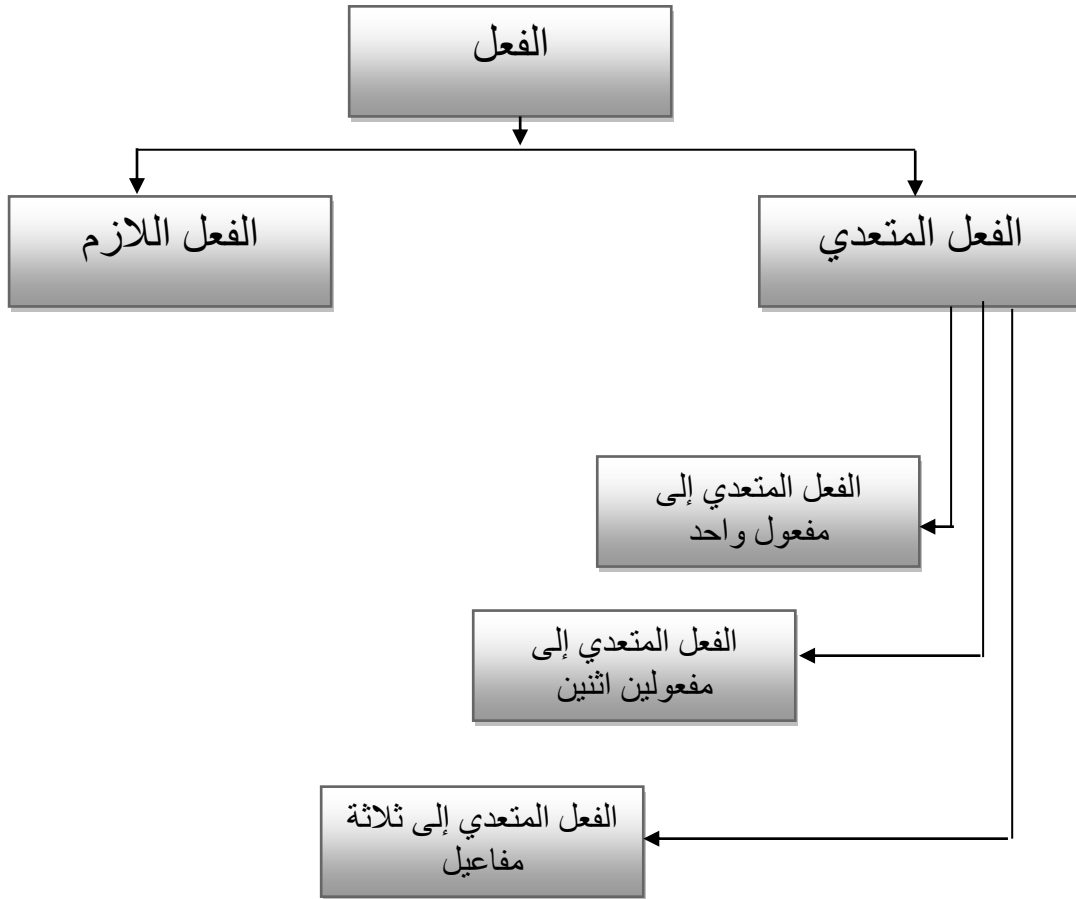 الفعل
الفعل المتعدي
الفعل اللازم
الفعل المتعدي إلى
مفعول واحد
الفعل المتعدي إلى
مفعولين اثنين
الفعل المتعدي إلى ثلاثة
مفاعيل